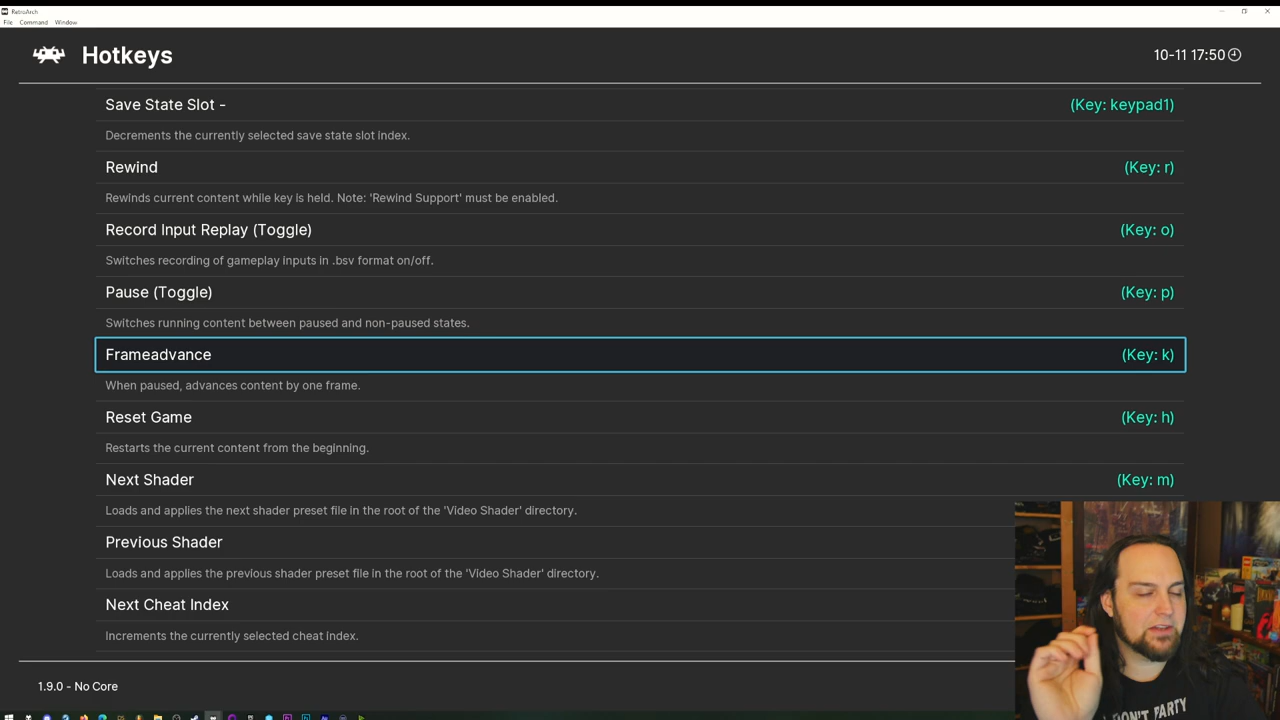 RetroArch
File Command Window
Hotkeys
10-11 17:50
Save State Slot -
(Key: keypad1)
Decrements the currently selected save state slot index.
Rewind
(Key: r)
Rewinds current content while key is held. Note: 'Rewind Support' must be enabled.
Record Input Replay (Toggle)
(Key: o)
Switches recording of gameplay inputs in .bsv format on/off.
Pause (Toggle)
(Key: p)
Switches running content between paused and non-paused states.
Frameadvance
(Key: k)
When paused, advances content by one frame.
Reset Game
(Key: h)
Restarts the current content from the beginning.
Next Shader
(Key: m)
Loads and applies the next shader preset file in the root of the 'Video Shader' directory.
Previous Shader
Loads and applies the previous shader preset file in the root of the 'Video Shader' directory.
Next Cheat Index
Increments the currently selected cheat index.
1.9.0 - No Core
DON'T PARTY